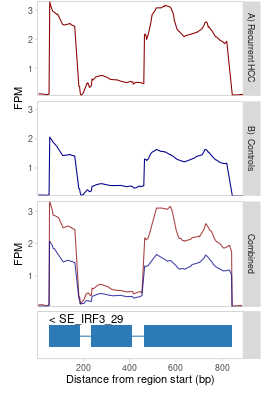 3
2
1
A) Recurrent HCC
FPM
3
2
1
B): Controls
3
2
1
Combined
FPM
< SE_IRF3_29
200
400
600
800
Distance from region start (bp)